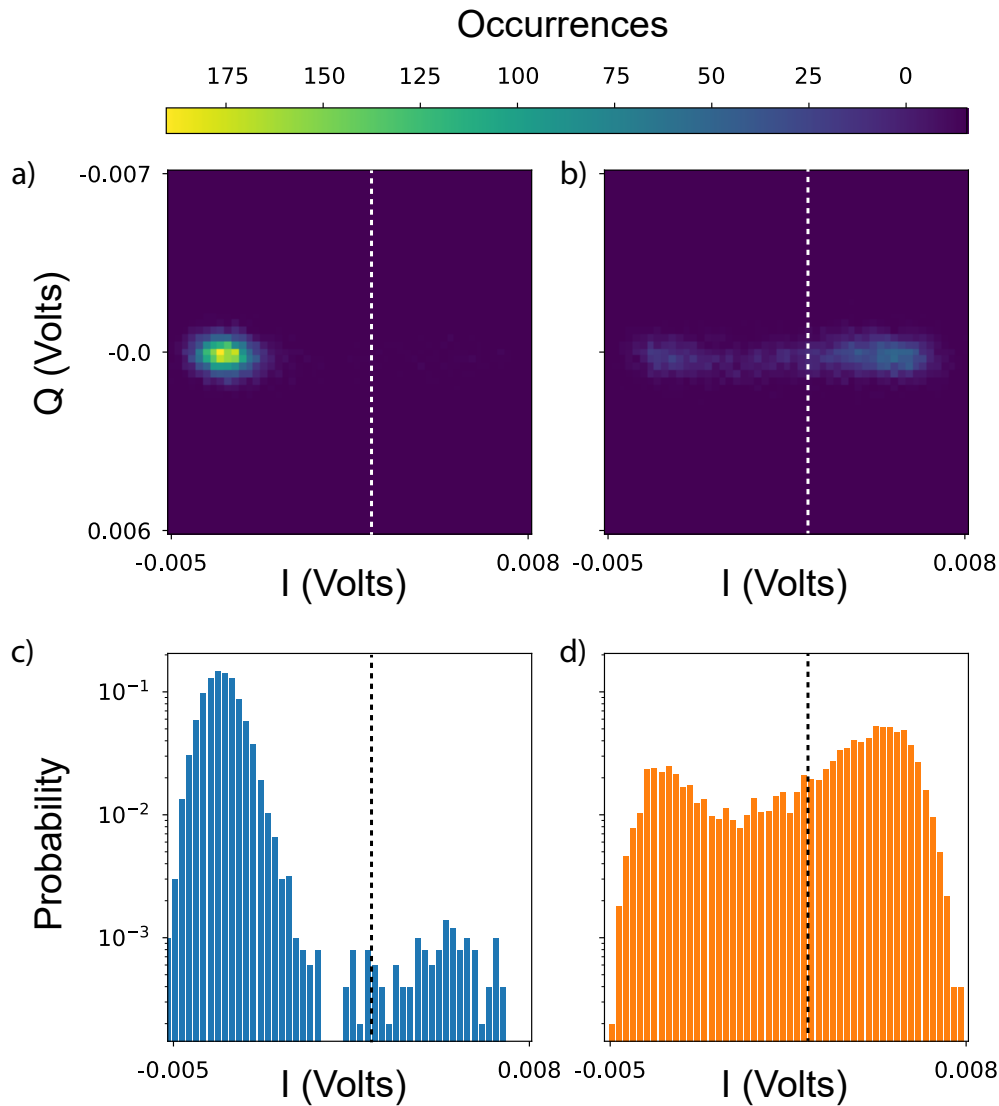 Occurrences
175 150 125 100 75 50 25 0
a) b)
-0.007
-0.0
0.006
Q (Volts)
-0.005 0.008 -0.005 0.008
I (Volts) I (Volts)
c) d)
10⁻¹
10⁻²
10⁻³
Probability
-0.005 0.008 -0.005 0.008
I (Volts) I (Volts)